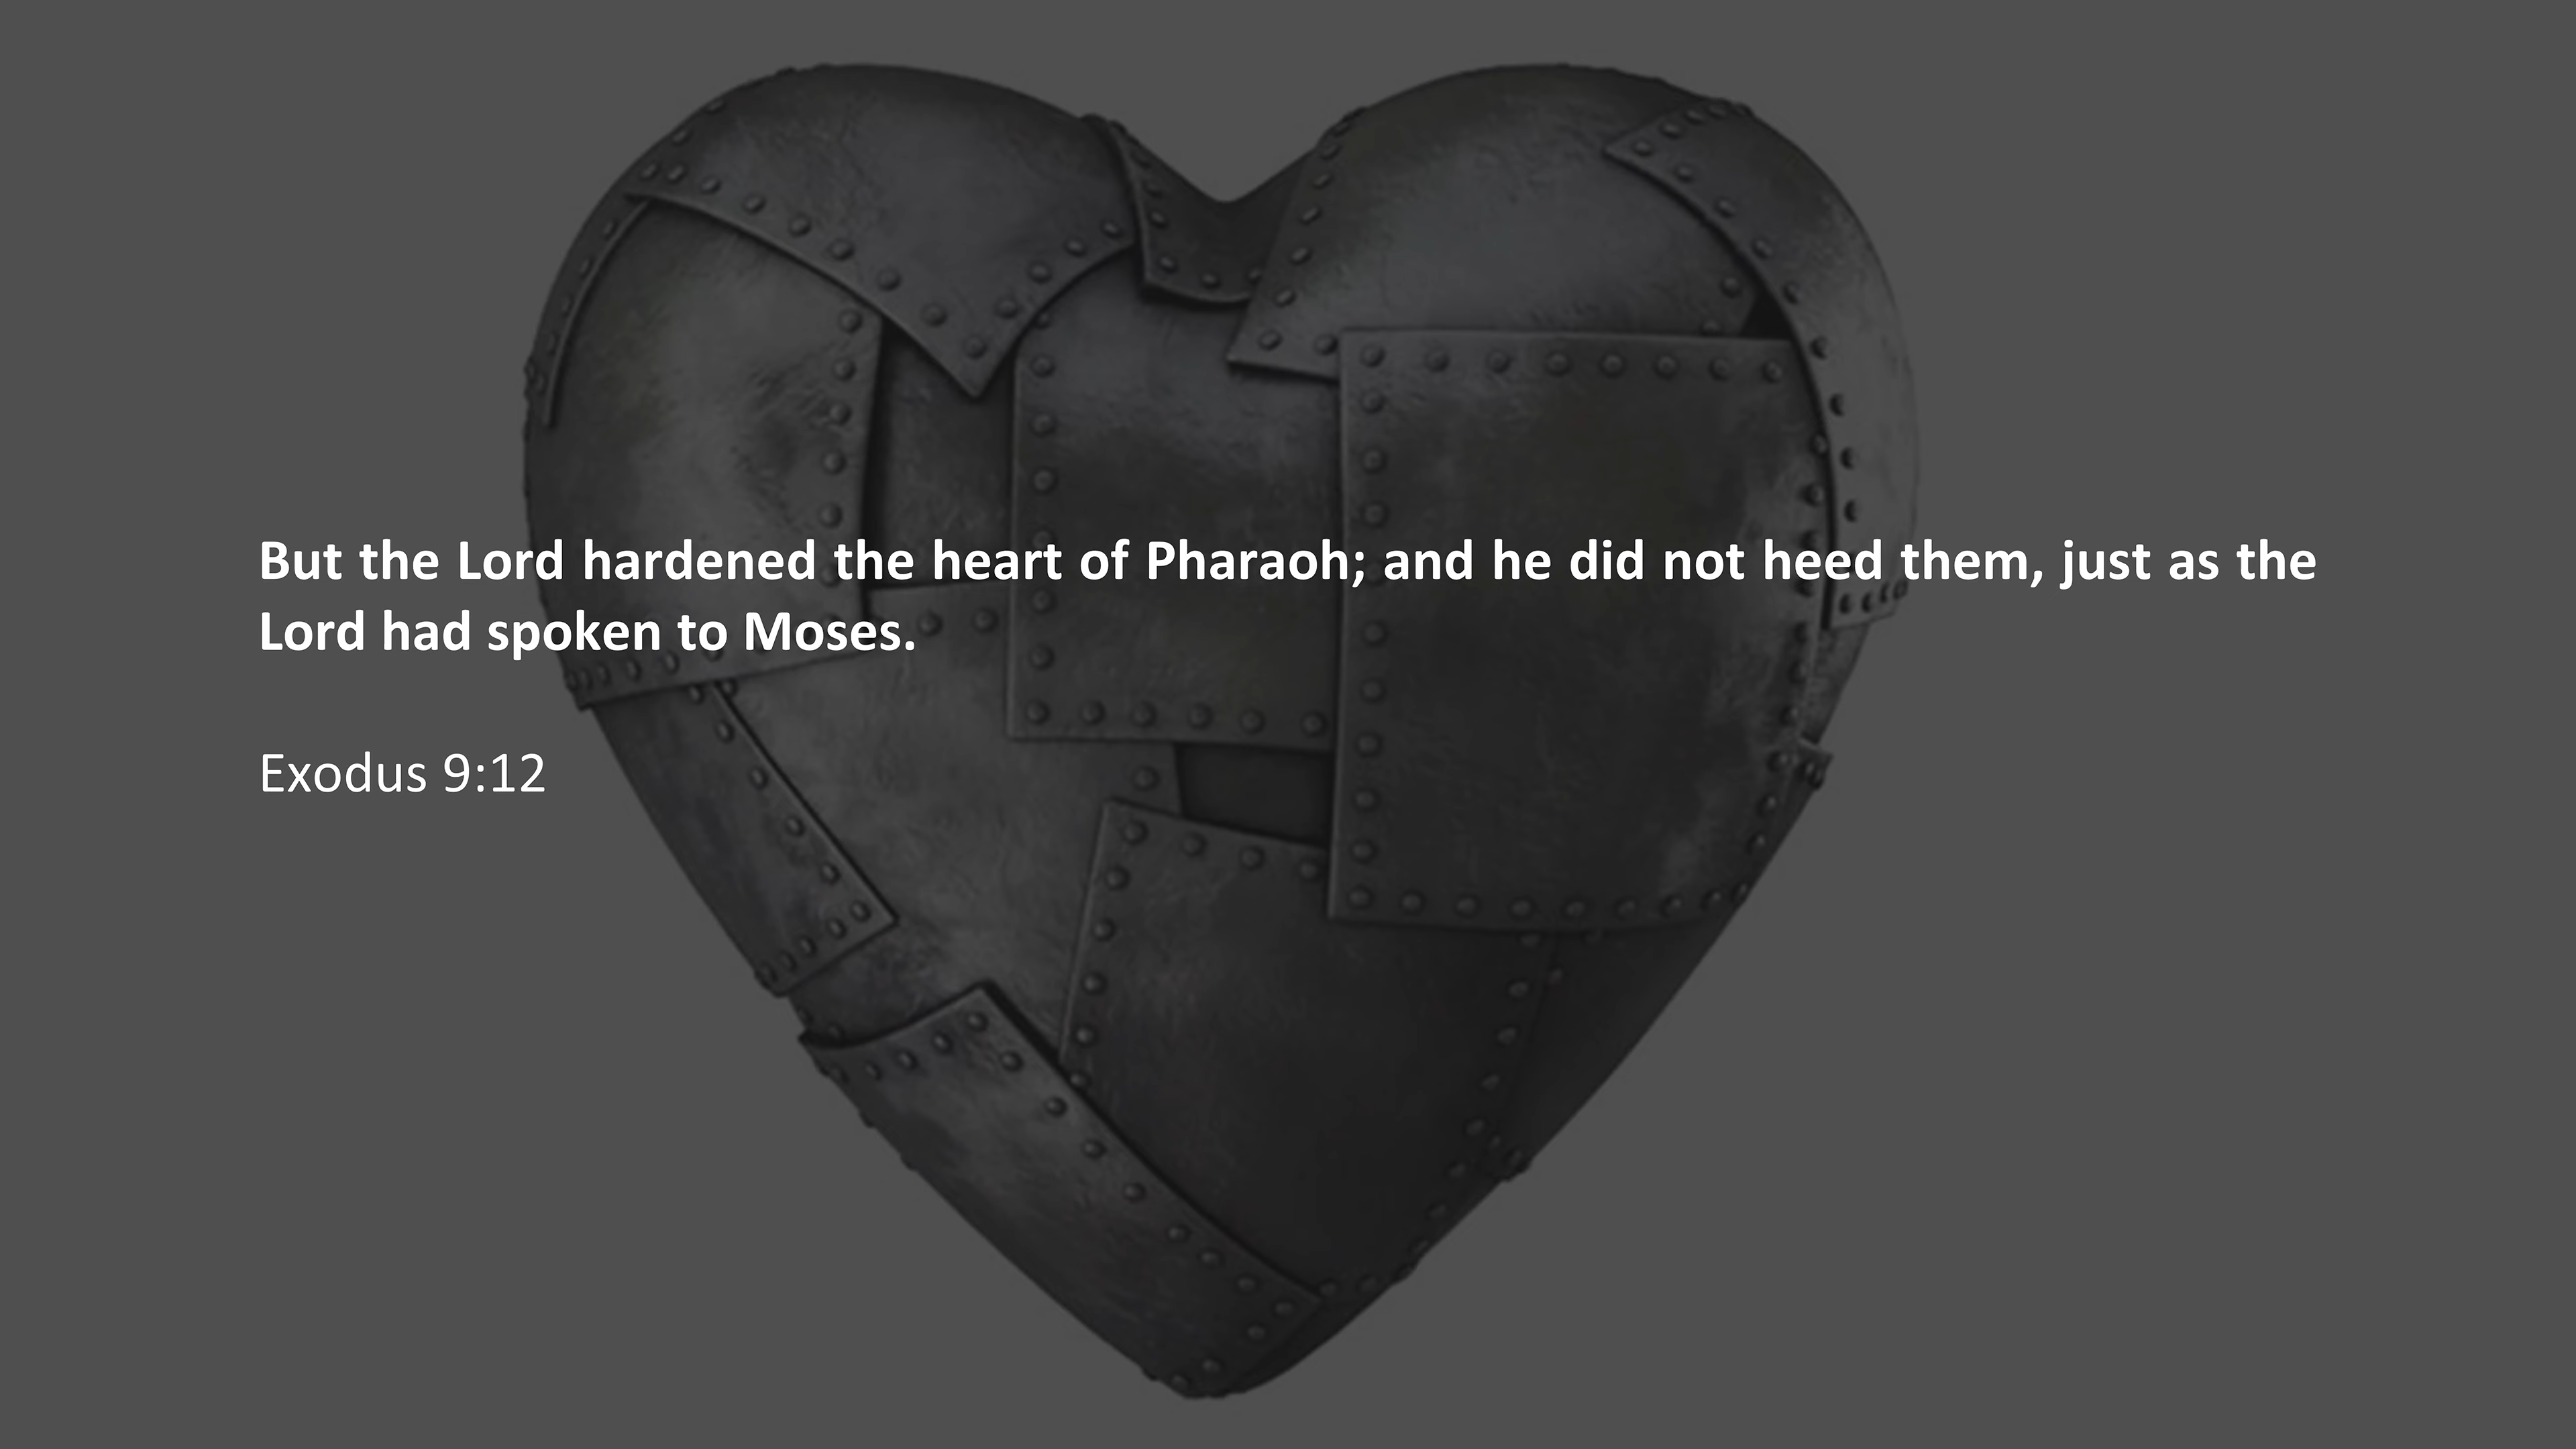 But the Lord hardened the heart of Pharaoh; and he did not heed them, just as the
Lord had spoken to Moses.
Exodus 9:12